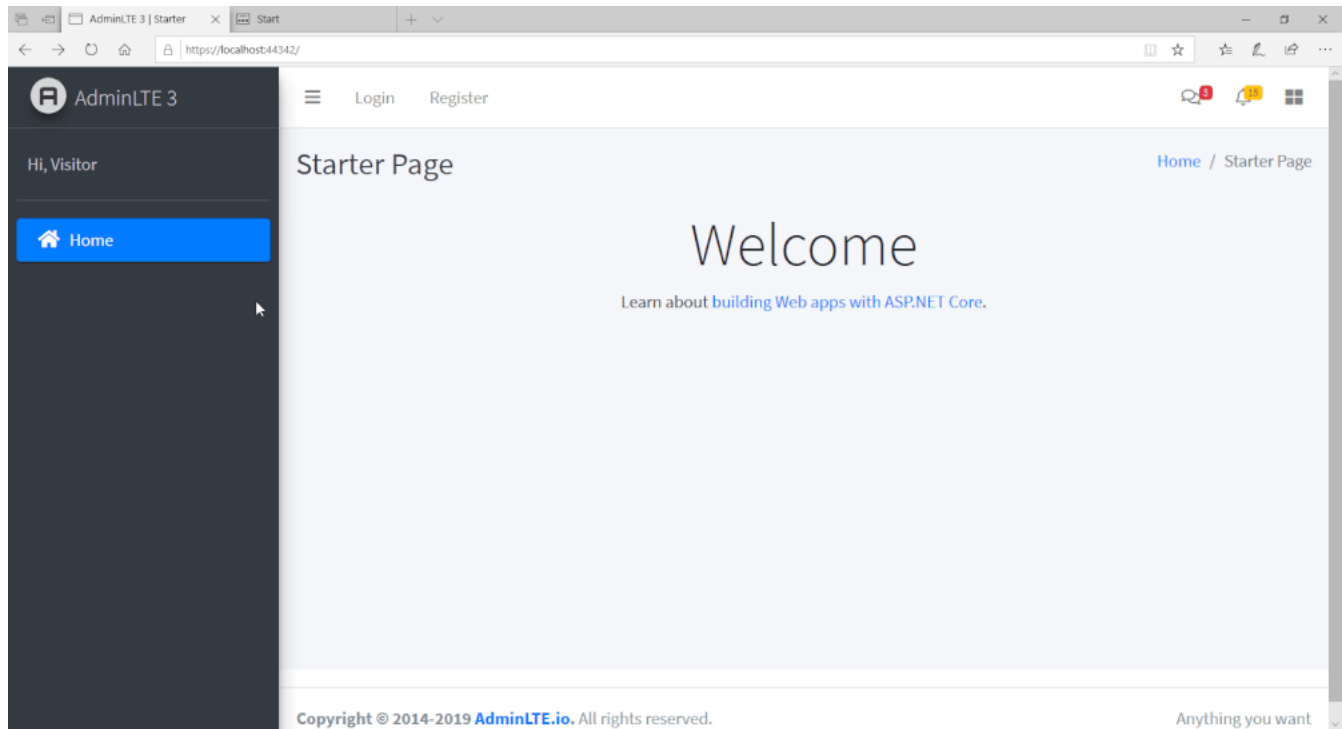 AdminLTE 3 | Starter
Start
https://localhost:44342/
AdminLTE 3
Login
Register
3
15
Hi, Visitor
Starter Page
Home / Starter Page
Home
Welcome
Learn about building Web apps with ASP.NET Core.
Copyright © 2014-2019 AdminLTE.io. All rights reserved.
Anything you want